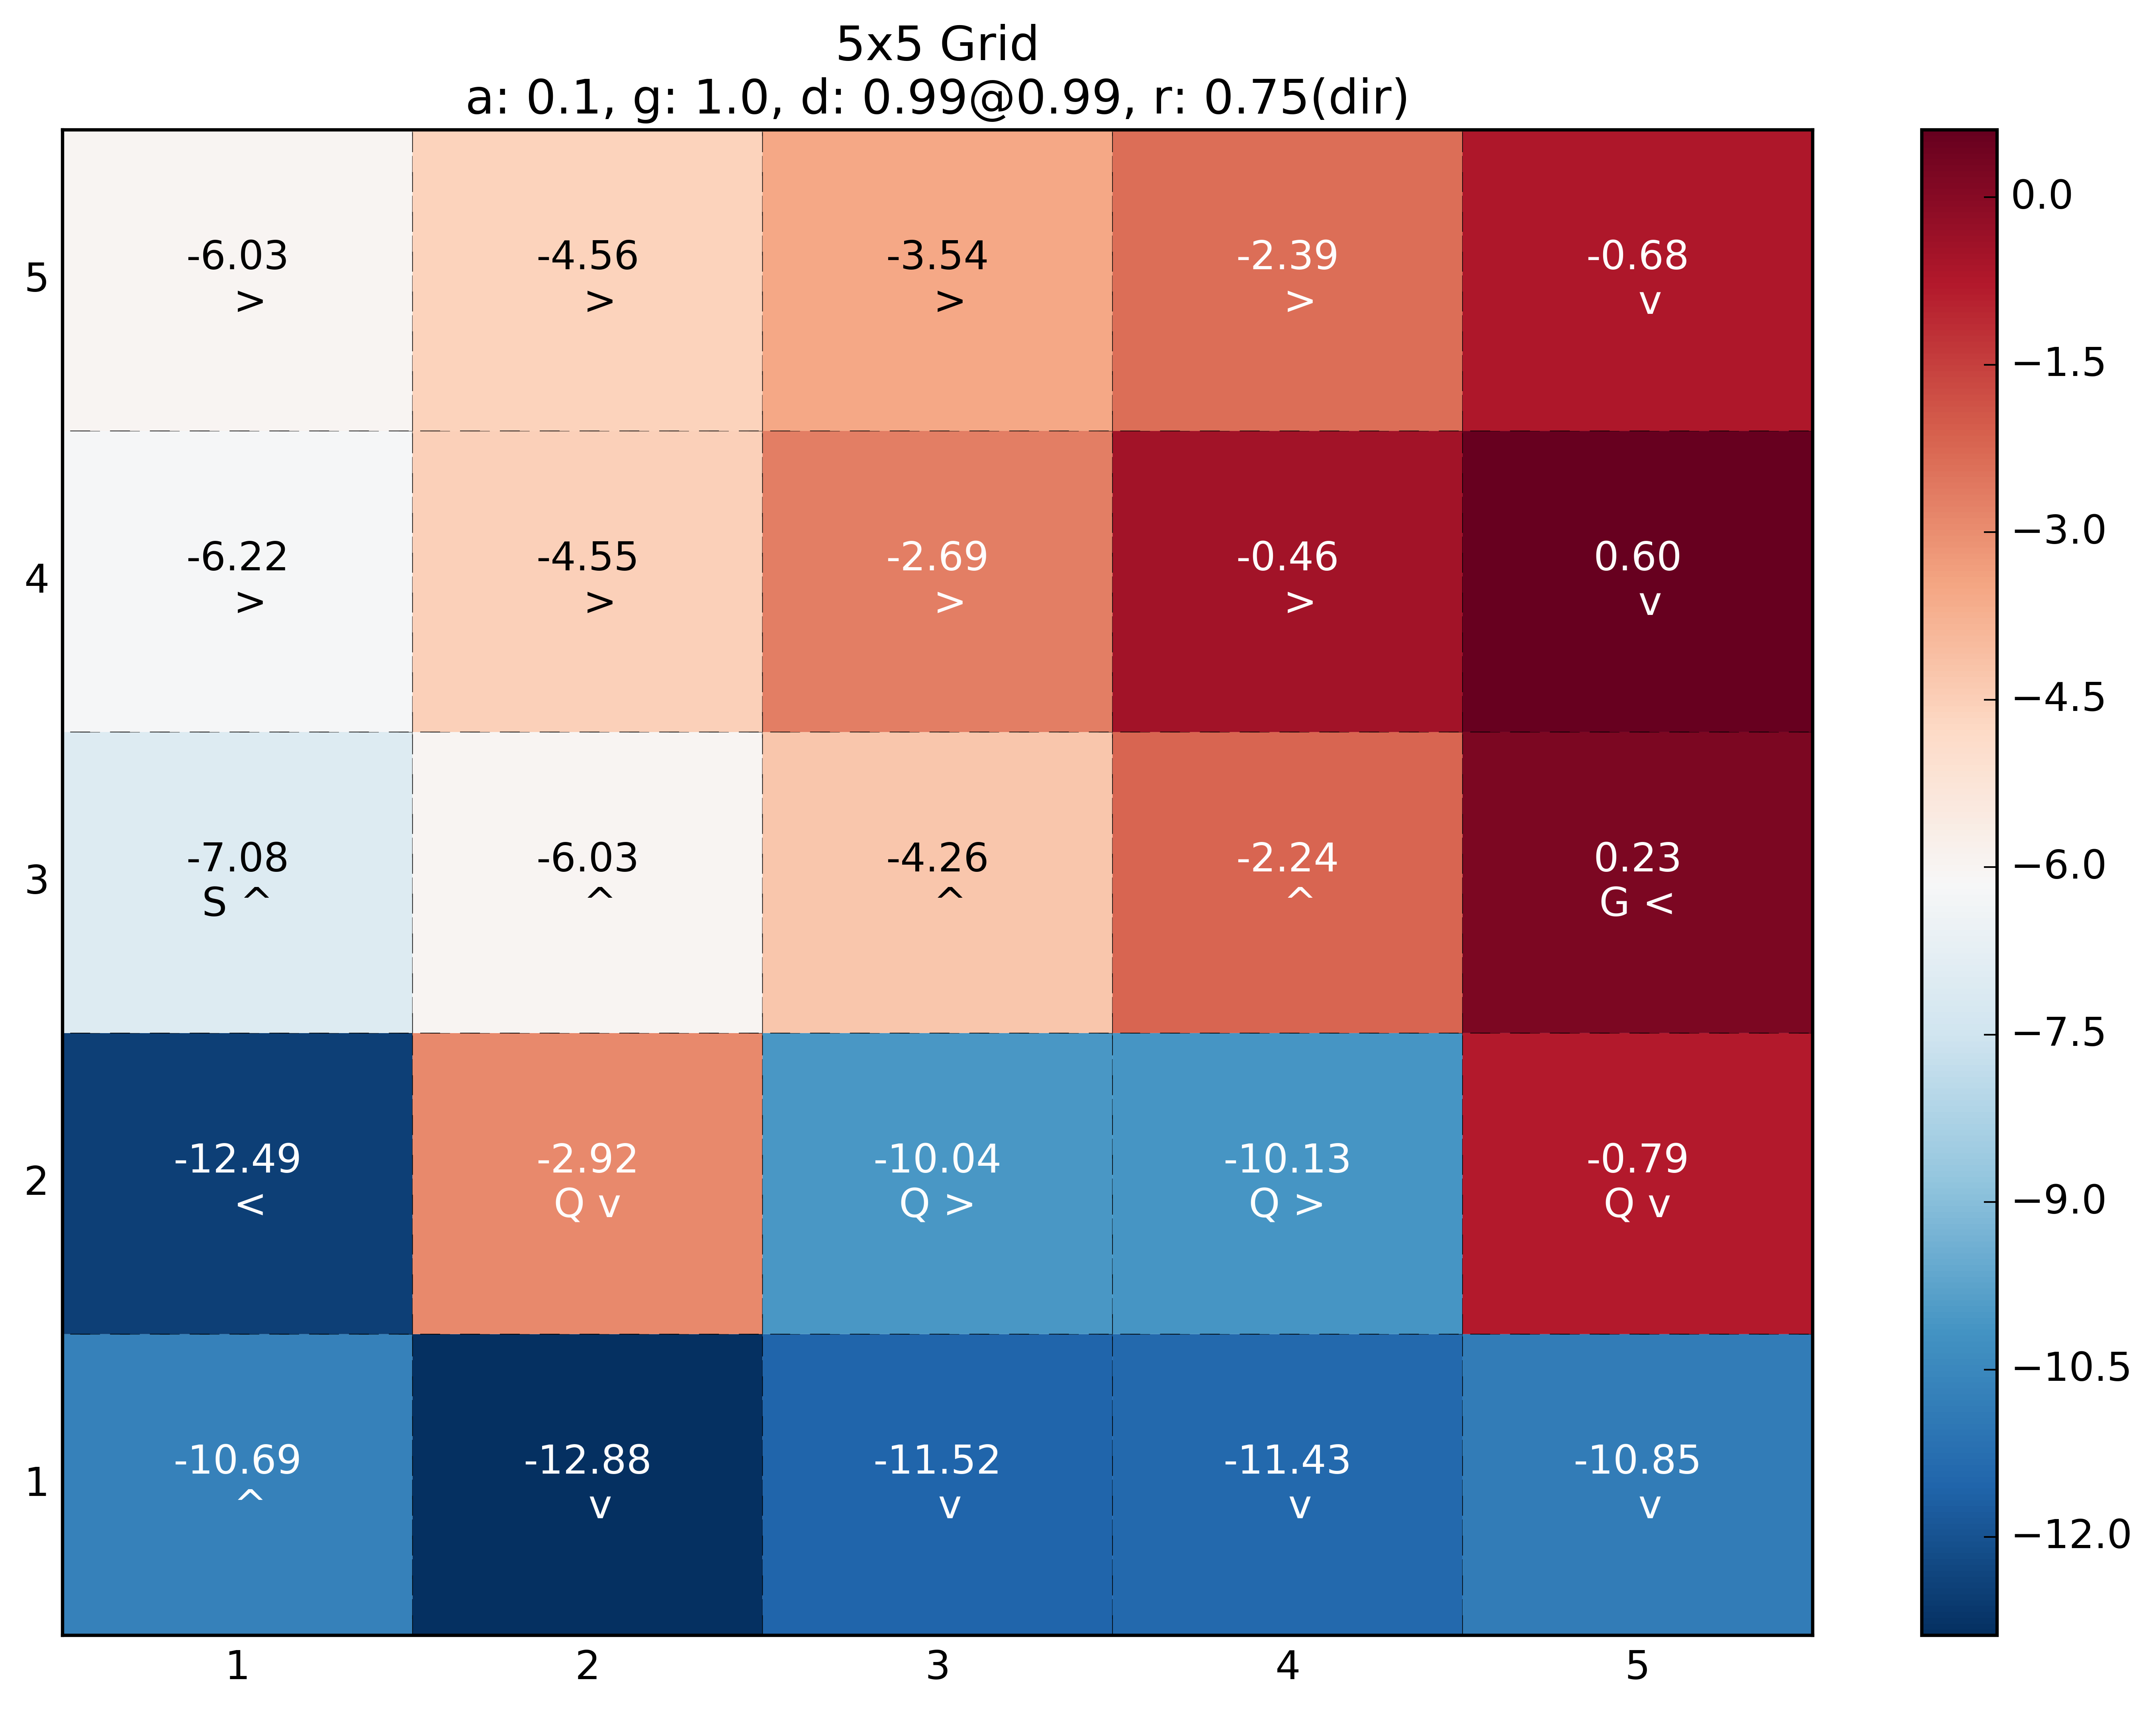 5x5 Grid
a: 0.1, g: 1.0, d: 0.99@0.99, r: 0.75(dir)
5 -6.03 -4.56 -3.54 -2.39 -0.68
> > > > v
4 -6.22 -4.55 -2.69 -0.46 0.60
> > > > v
3 -7.08 -6.03 -4.26 -2.24 0.23
S ^ ^ ^ ^ G <
2 -12.49 -2.92 -10.04 -10.13 -0.79
< Q v Q > Q > Q v
1 -10.69 -12.88 -11.52 -11.43 -10.85
^ v v v v
1 2 3 4 5
0.0
−1.5
−3.0
−4.5
−6.0
−7.5
−9.0
−10.5
−12.0